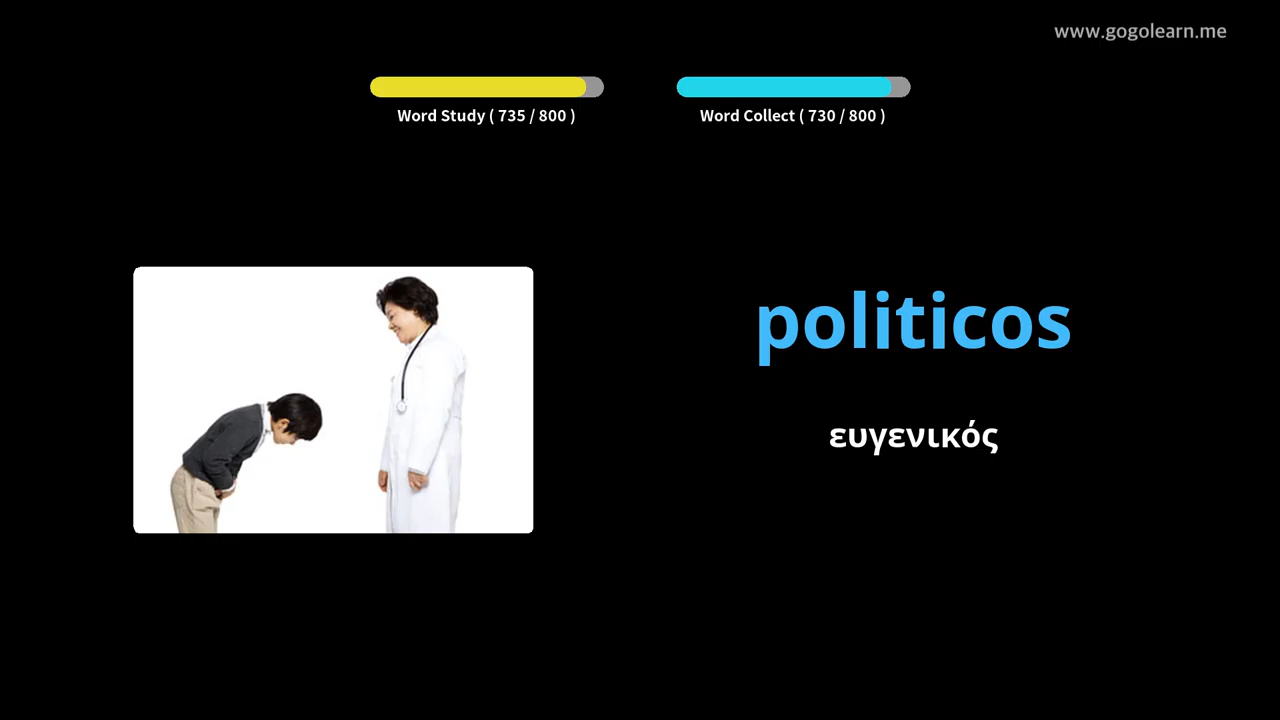 www.gogolearn.me
Word Study ( 735 / 800 )
Word Collect ( 730 / 800 )
politicos
ευγενικός